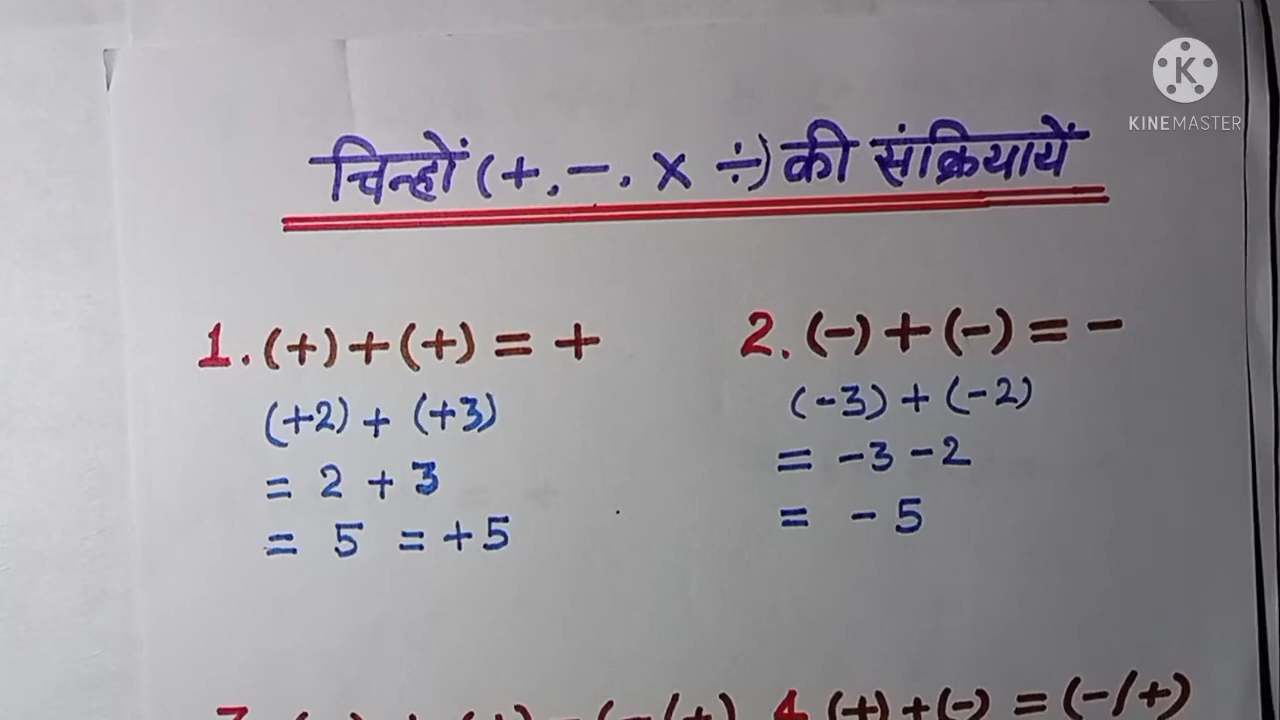 KINEMASTER
चिन्हों (+, -, × ÷) की संक्रियायें
1. (+) + (+) = +
(+2) + (+3)
= 2 + 3
= 5 = +5
2. (-) + (-) = -
(-3) + (-2)
= -3 -2
= -5
4. (+) + (-) = (-/+)